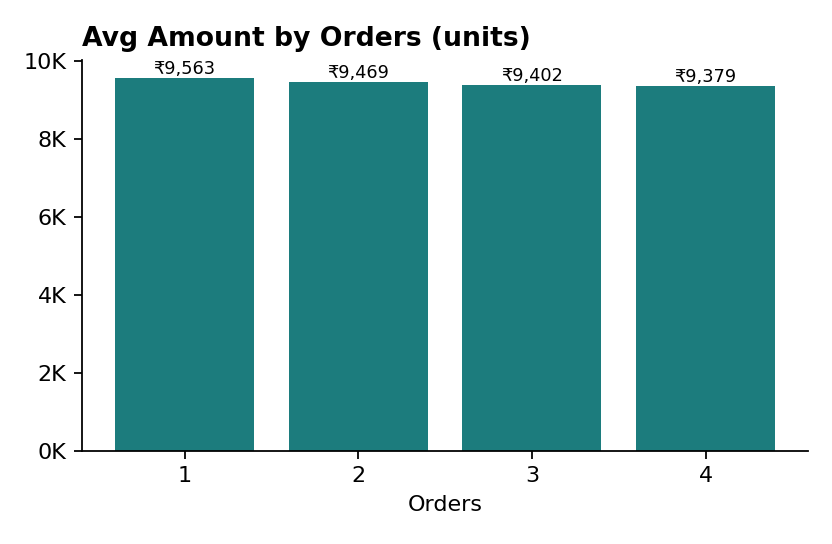 Avg Amount by Orders (units)
10K
8K
6K
4K
2K
0K
₹9,563
₹9,469
₹9,402
₹9,379
1
2
3
4
Orders